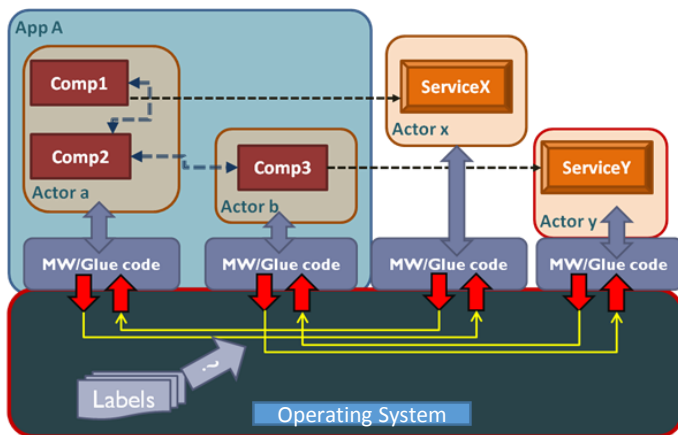 App A
Comp1
Comp2
Actor a
Comp3
Actor b
ServiceX
Actor x
ServiceY
Actor y
MW/Glue code
MW/Glue code
MW/Glue code
MW/Glue code
?
Labels
Operating System